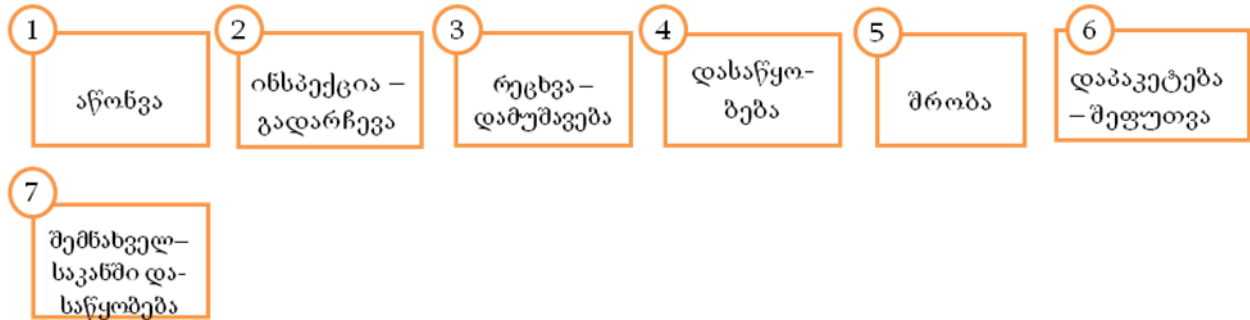 1
აწონვა
2
ინსპექცია –
გადარჩევა
3
რეცხვა –
დამუშავება
4
დასაწყო-
ბება
5
შრობა
6
დაპაკეტება
– შეფუთვა
7
შემნახველ–
საკანში და-
საწყობება